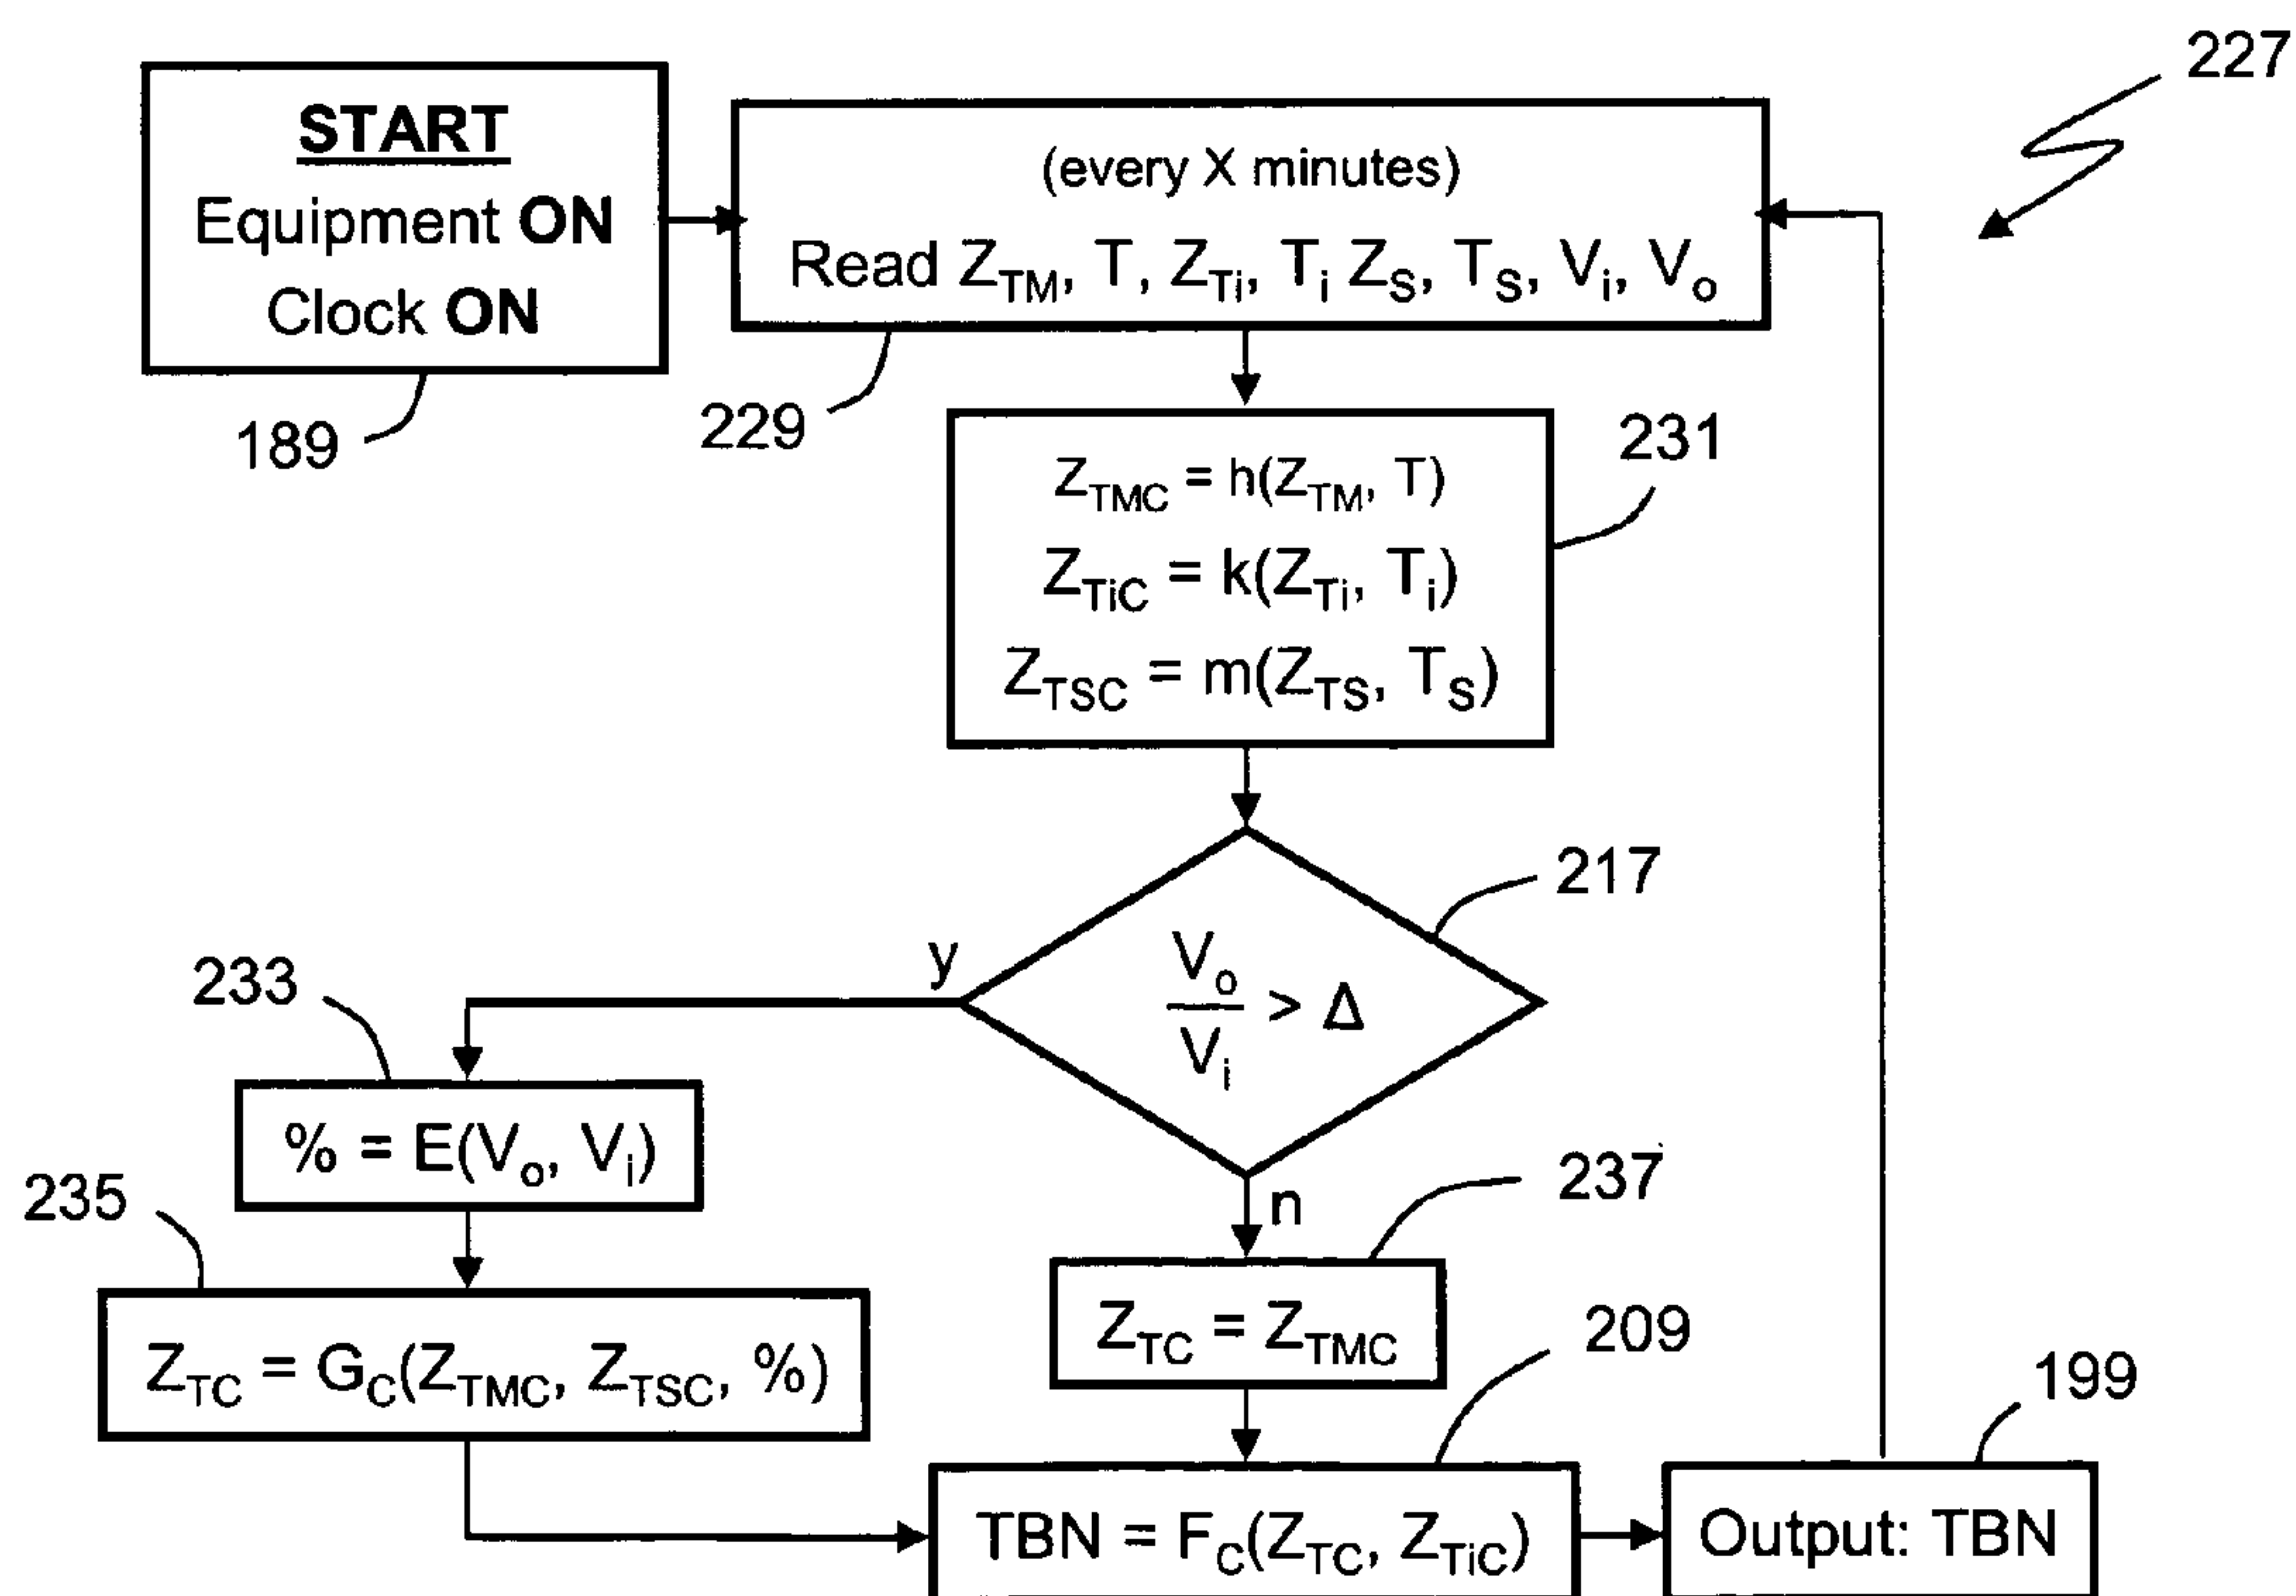 227
START
Equipment ON
Clock ON
189
(every X minutes)
Read Z_TM, T, Z_Ti, T_i Z_S, T_S, V_i, V_o
229
231
Z_TMC = h(Z_TM, T)
Z_TiC = k(Z_Ti, T_i)
Z_TSC = m(Z_TS, T_S)
217
V_o
> Δ
V_i
y
n
233
% = E(V_o, V_i)
235
Z_TC = G_C(Z_TMC, Z_TSC, %)
237
Z_TC = Z_TMC
209
TBN = F_C(Z_TC, Z_TiC)
199
Output: TBN